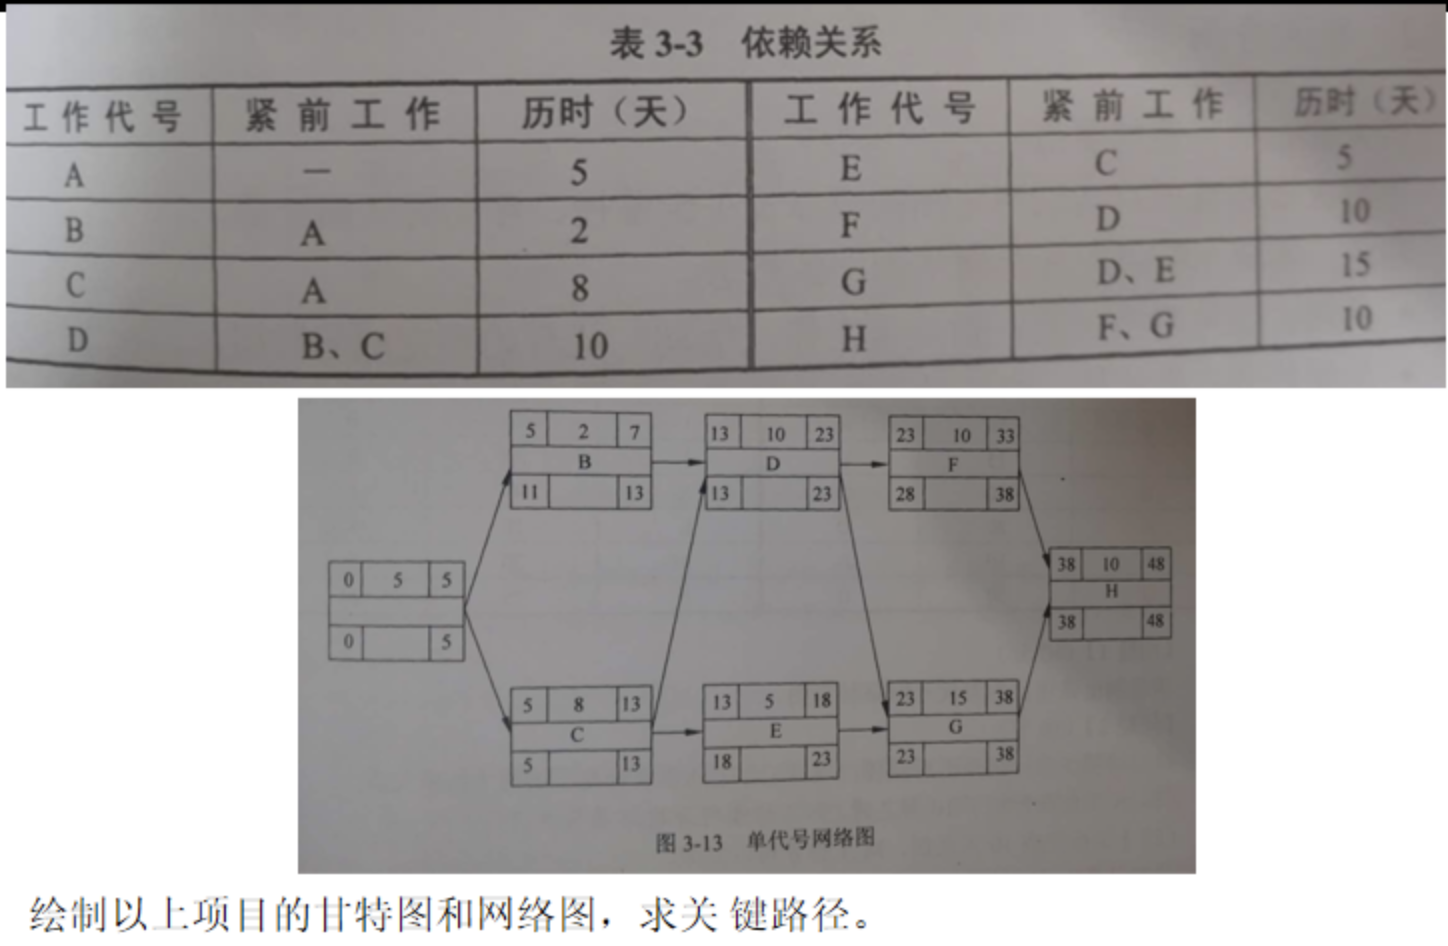 表 3-3 依赖关系
工作代号 紧前工作 历时（天） 工作代号 紧前工作 历时（天）
A — 5 E C 5
B A 2 F D 10
C A 8 G D、E 15
D B、C 10 H F、G 10
5 2 7
B
11 13
13 10 23
D
13 23
23 10 33
F
28 38
0 5 5
0 5
38 10 48
H
38 48
5 8 13
C
5 13
13 5 18
E
18 23
23 15 38
G
23 38
图 3-13 单代号网络图
绘制以上项目的甘特图和网络图，求关 键路径。